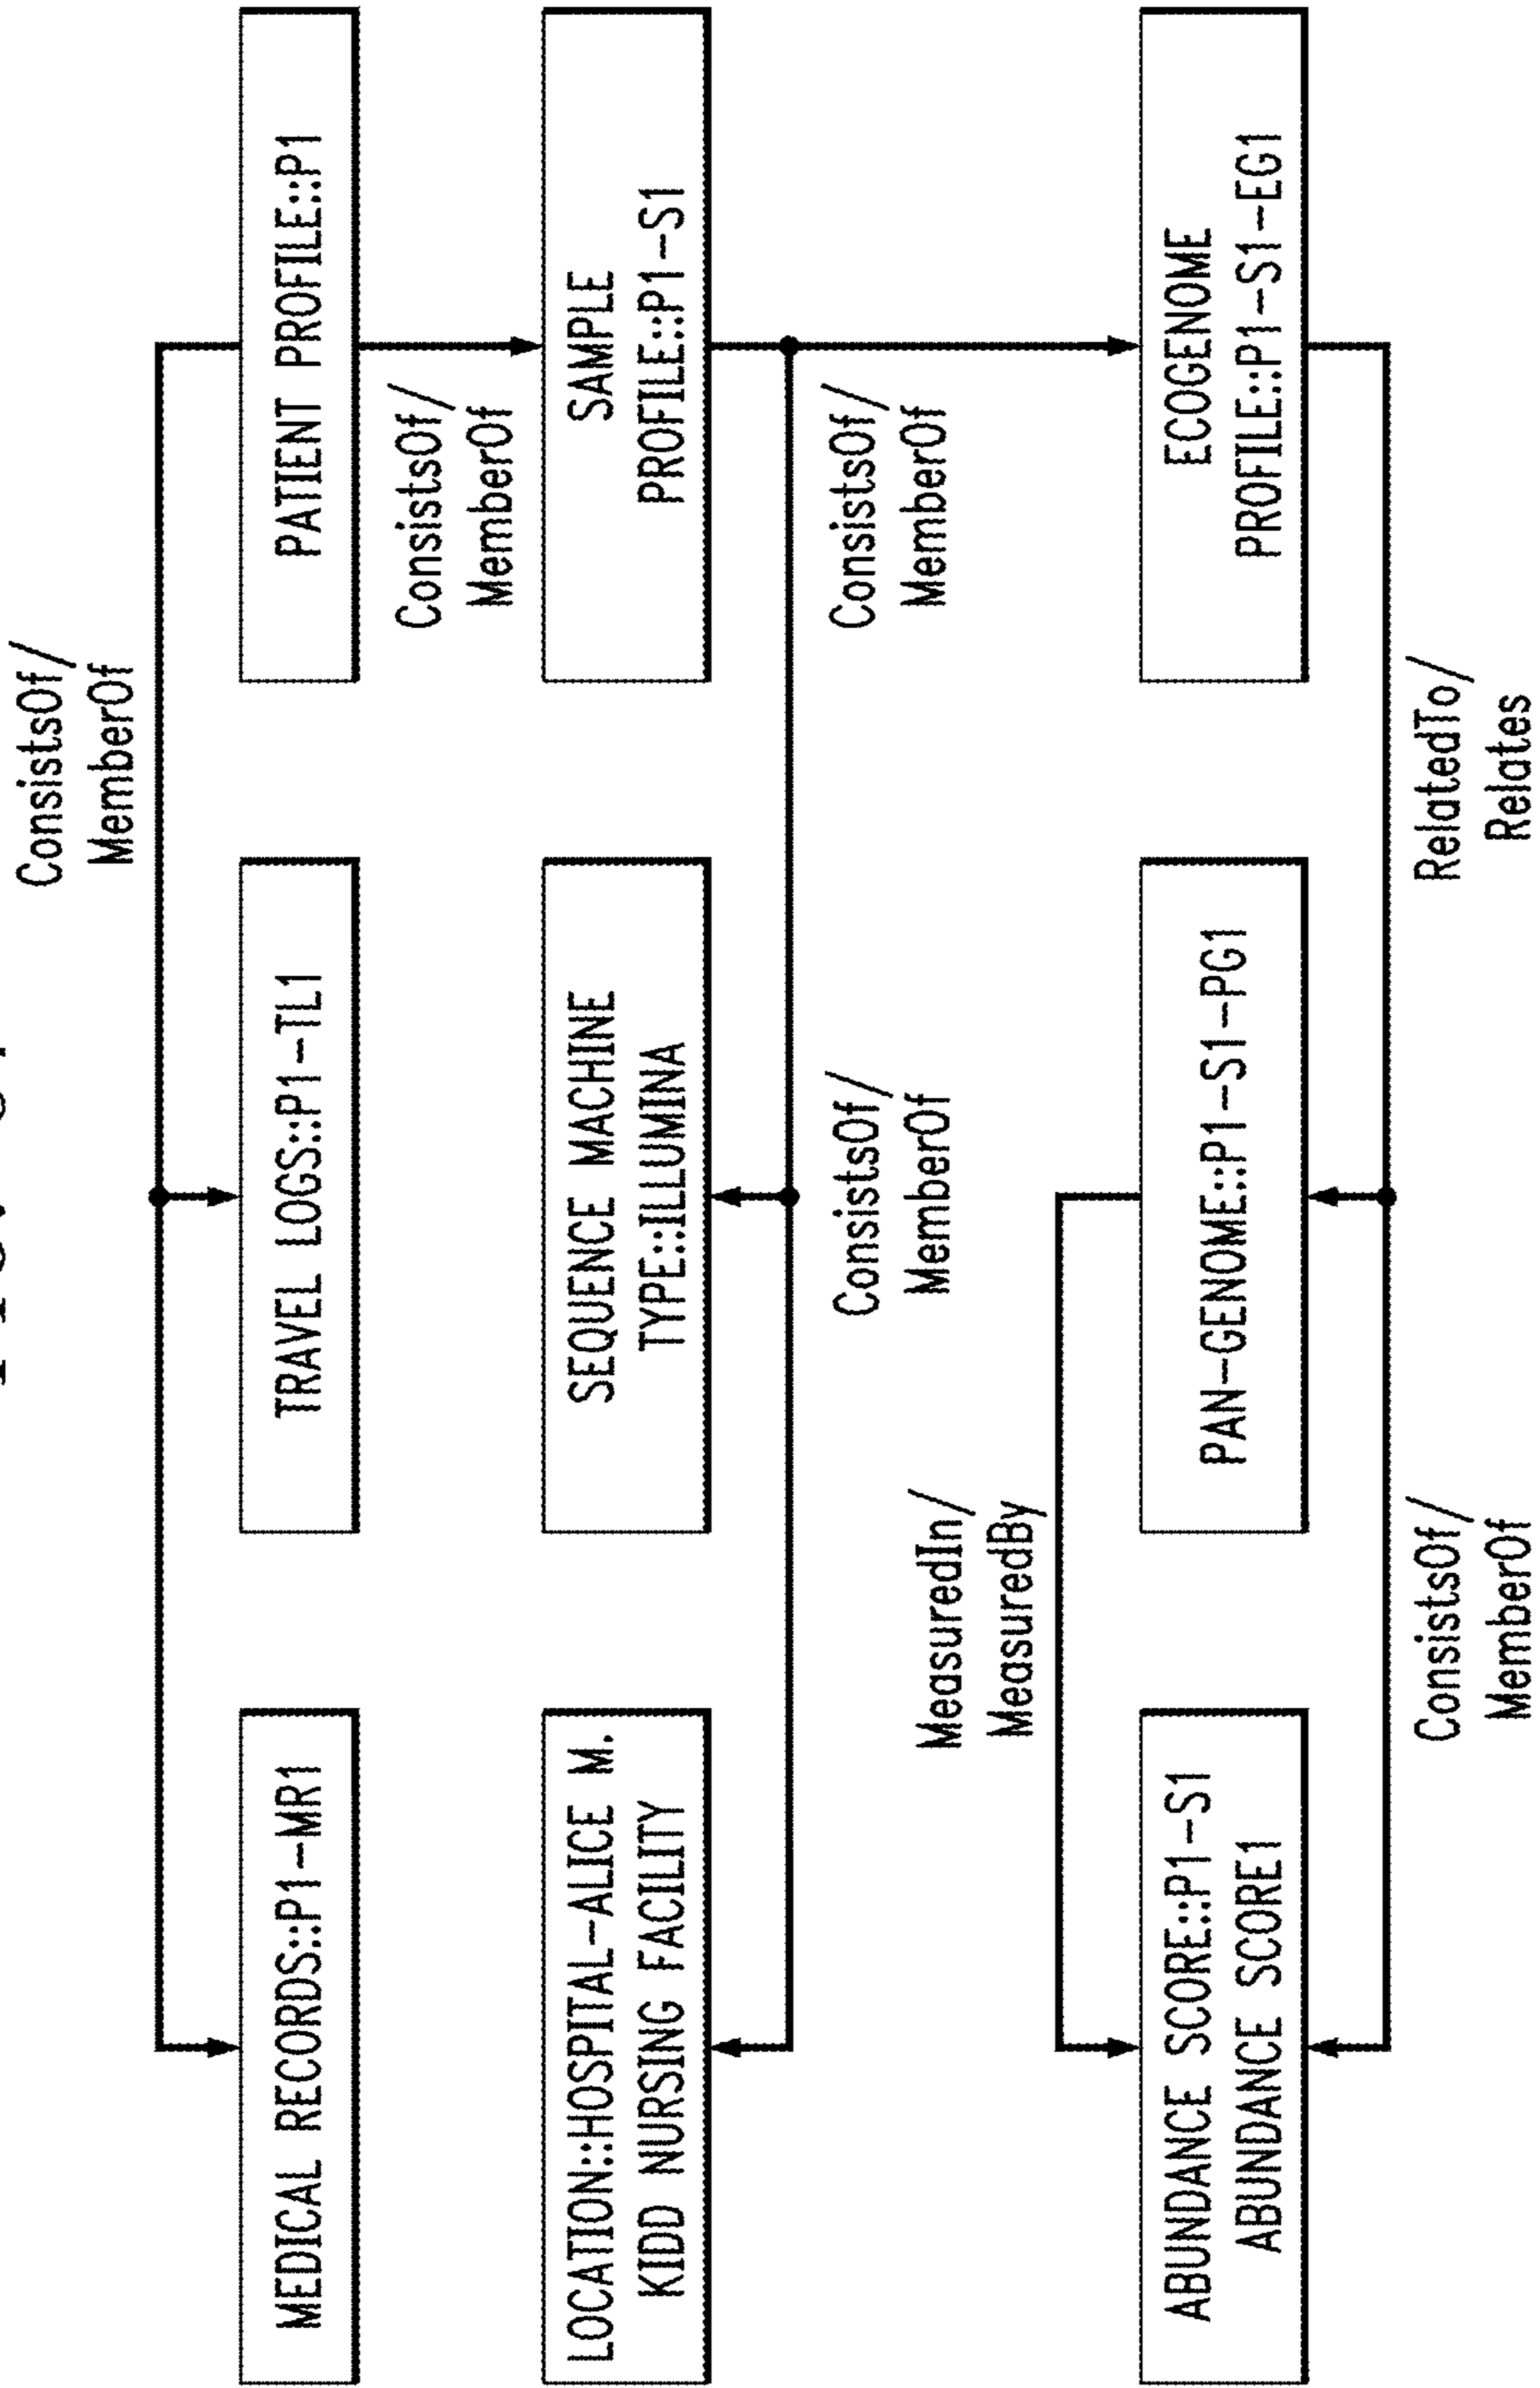 ConsistsOf/
MemberOf
MEDICAL RECORDS::P1-MR1
TRAVEL LOGS::P1-TL1
PATIENT PROFILE::P1
ConsistsOf/
MemberOf
LOCATION::HOSPITAL-ALICE M.
KIDD NURSING FACILITY
SEQUENCE MACHINE
TYPE::ILLUMINA
SAMPLE
PROFILE::P1-S1
ConsistsOf/
MemberOf
ConsistsOf/
MemberOf
MeasuredIn/
MeasuredBy
ABUNDANCE SCORE::P1-S1
ABUNDANCE SCORE1
PAN-GENOME::P1-S1-PG1
ECOGENOME
PROFILE::P1-S1-EG1
ConsistsOf/
MemberOf
RelatedTo/
Relates